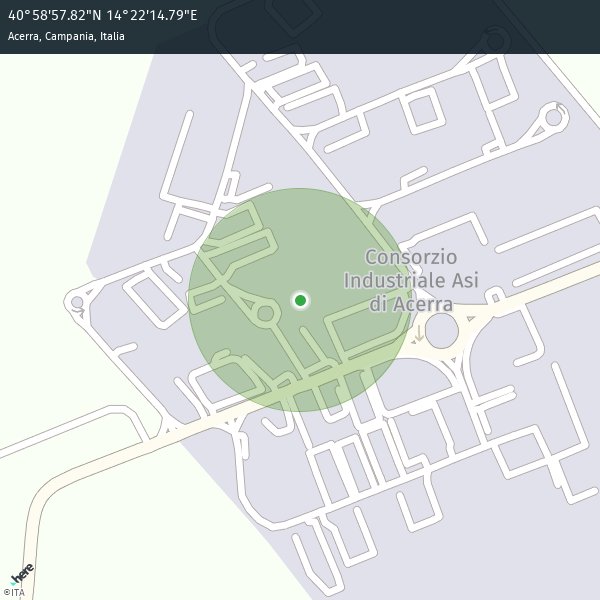 40°58'57.82"N 14°22'14.79"E
Acerra, Campania, Italia
Consorzio
Industriale Asi
di Acerra
here
©ITA